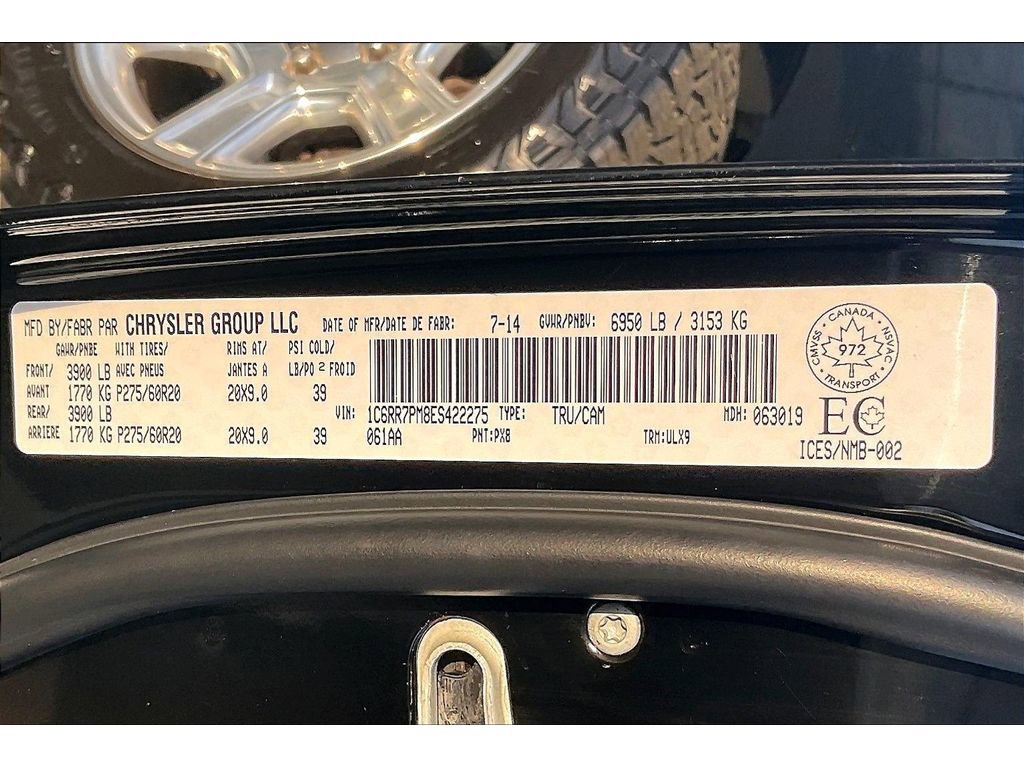 MFD BY/FABR PAR CHRYSLER GROUP LLC DATE OF MFR/DATE DE FABR: 7-14 GVWR/PNBV: 6950 LB / 3153 KG
GAWR/PNBE WITH TIRES/ RIMS AT/ PSI COLD/
FRONT/ 3900 LB AVEC PNEUS JANTES A LB/PO² FROID
AVANT 1770 KG P275/60R20 20X9.0 39
REAR/ 3900 LB VIN: 1C6RR7PM8ES422275 TYPE: TRU/CAM MDH: 063019
ARRIERE 1770 KG P275/60R20 20X9.0 39 061AA PNT:PX8 TRM:ULX9
CANADA
CMVSS 972 NSVAC
TRANSPORT
EC
ICES/NMB-002